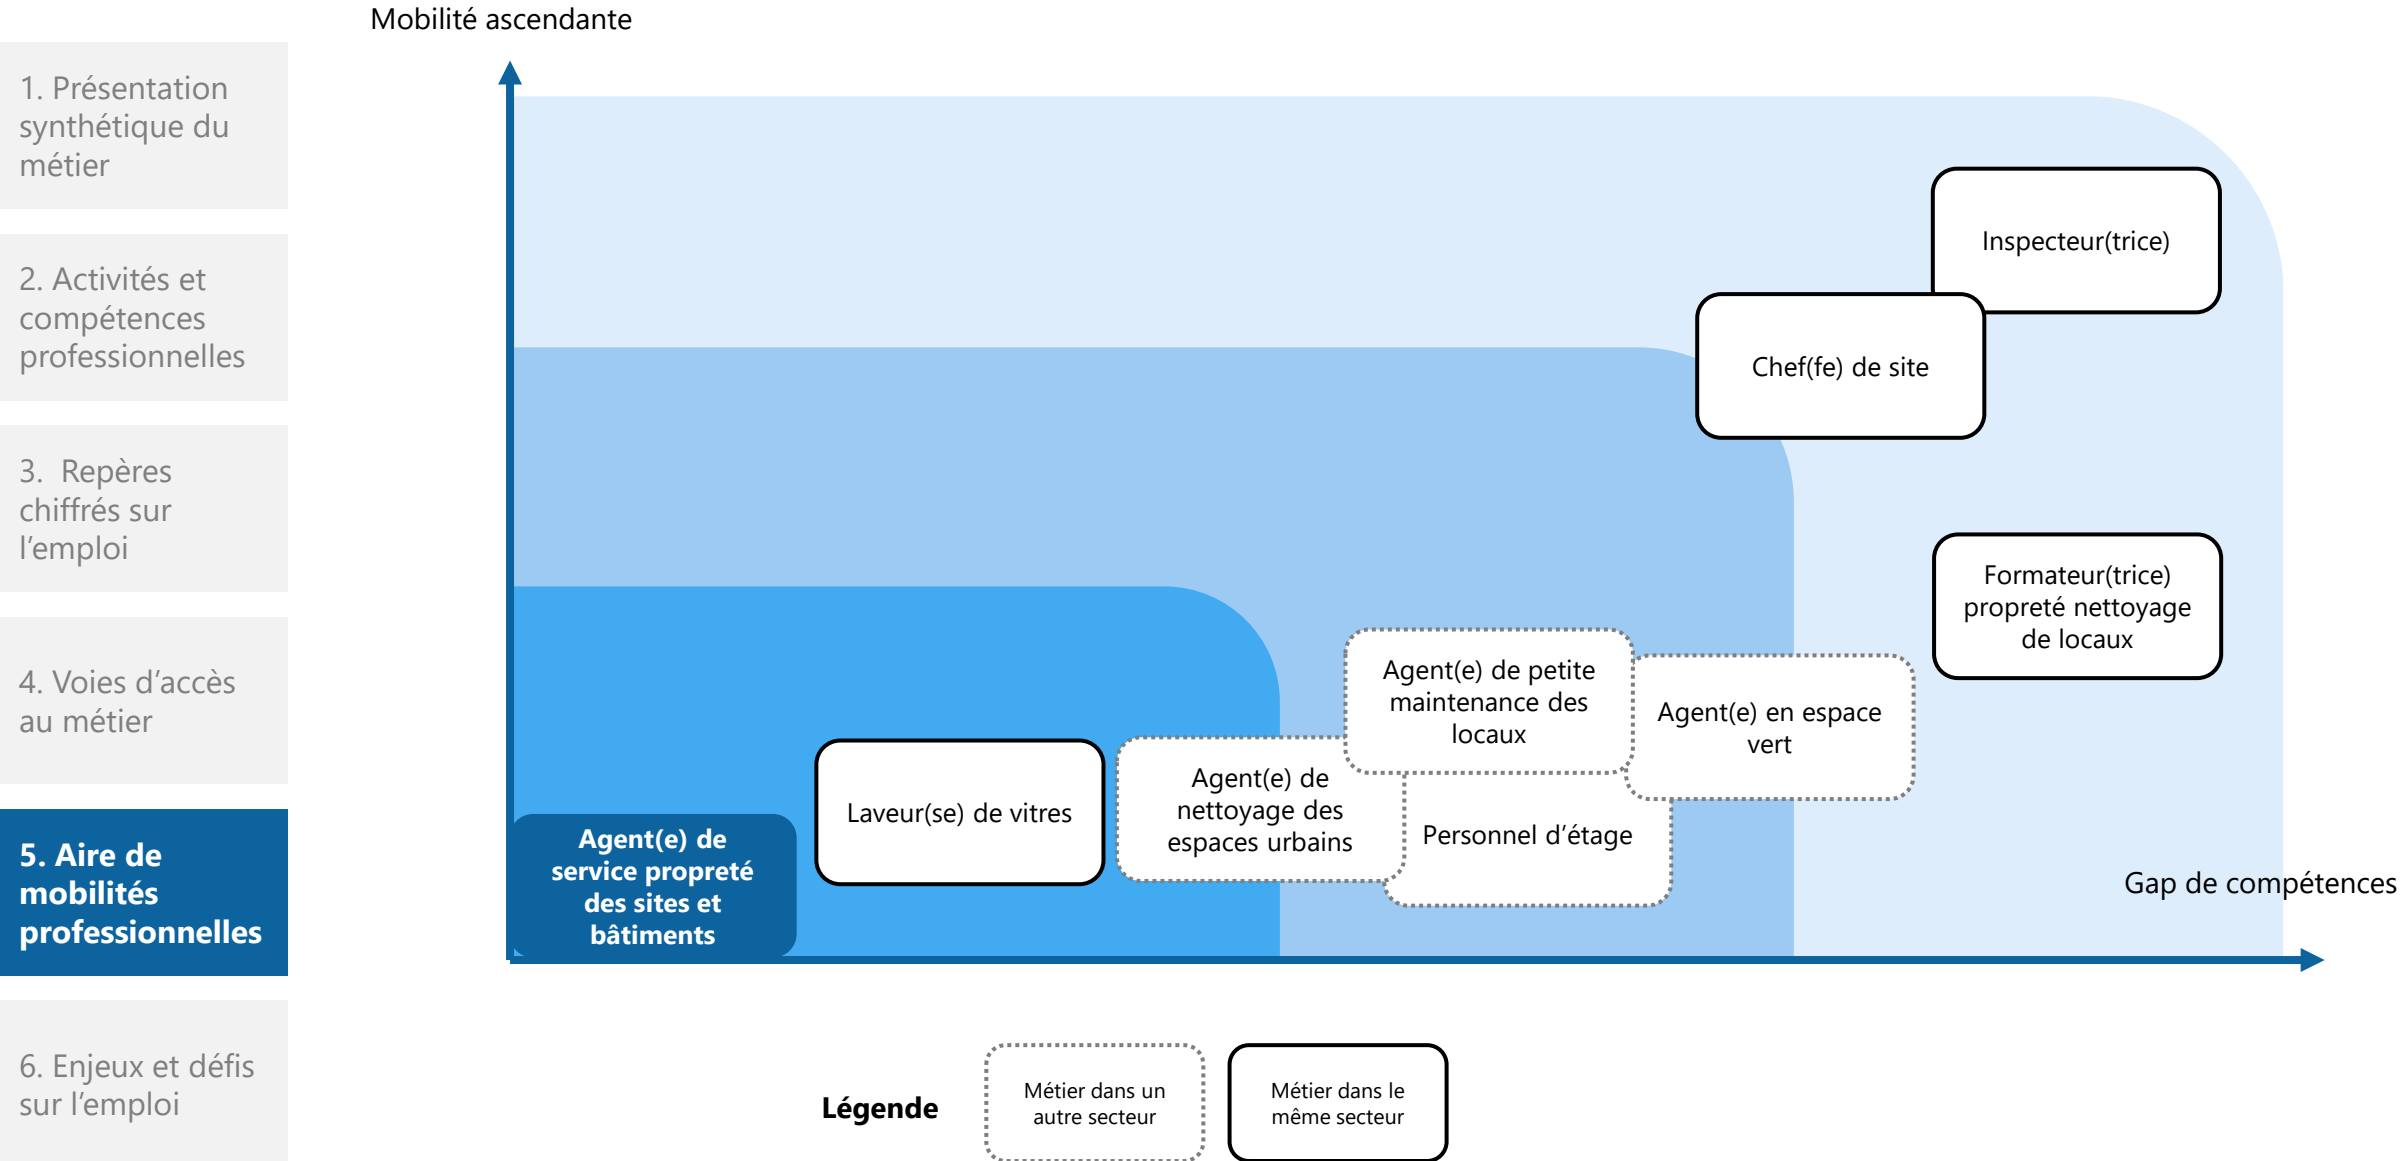 Mobilité ascendante
1. Présentation
synthétique du
métier
2. Activités et
compétences
professionnelles
3. Repères
chiffrés sur
l’emploi
4. Voies d’accès
au métier
5. Aire de
mobilités
professionnelles
6. Enjeux et défis
sur l’emploi
Inspecteur(trice)
Chef(fe) de site
Formateur(trice)
propreté nettoyage
de locaux
Agent(e) de petite
maintenance des
locaux
Agent(e) en espace
vert
Agent(e) de
nettoyage des
espaces urbains
Personnel d’étage
Laveur(se) de vitres
Agent(e) de
service propreté
des sites et
bâtiments
Gap de compétences
Légende
Métier dans un
autre secteur
Métier dans le
même secteur